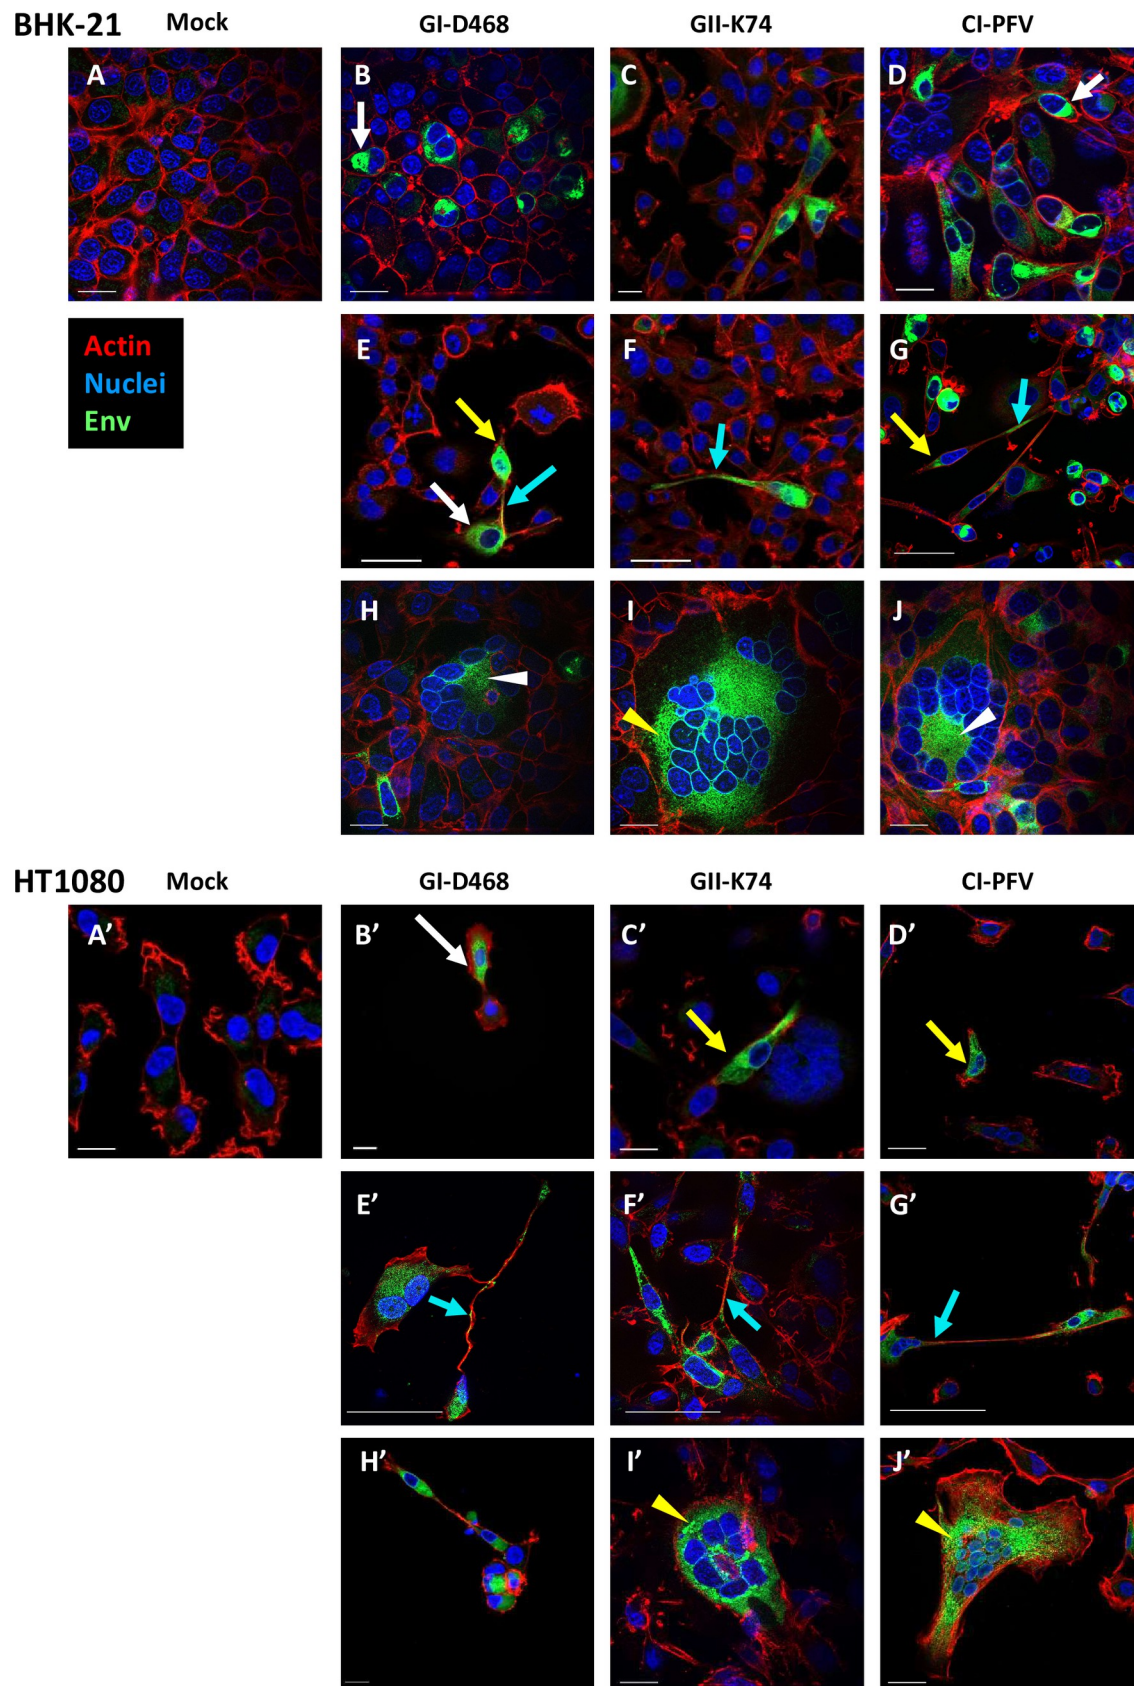 BHK-21 Mock GI-D468 GII-K74 CI-PFV
A B C D
Actin
Nuclei
Env
E F G
H I J
HT1080 Mock GI-D468 GII-K74 CI-PFV
A’ B’ C’ D’
E’ F’ G’
H’ I’ J’